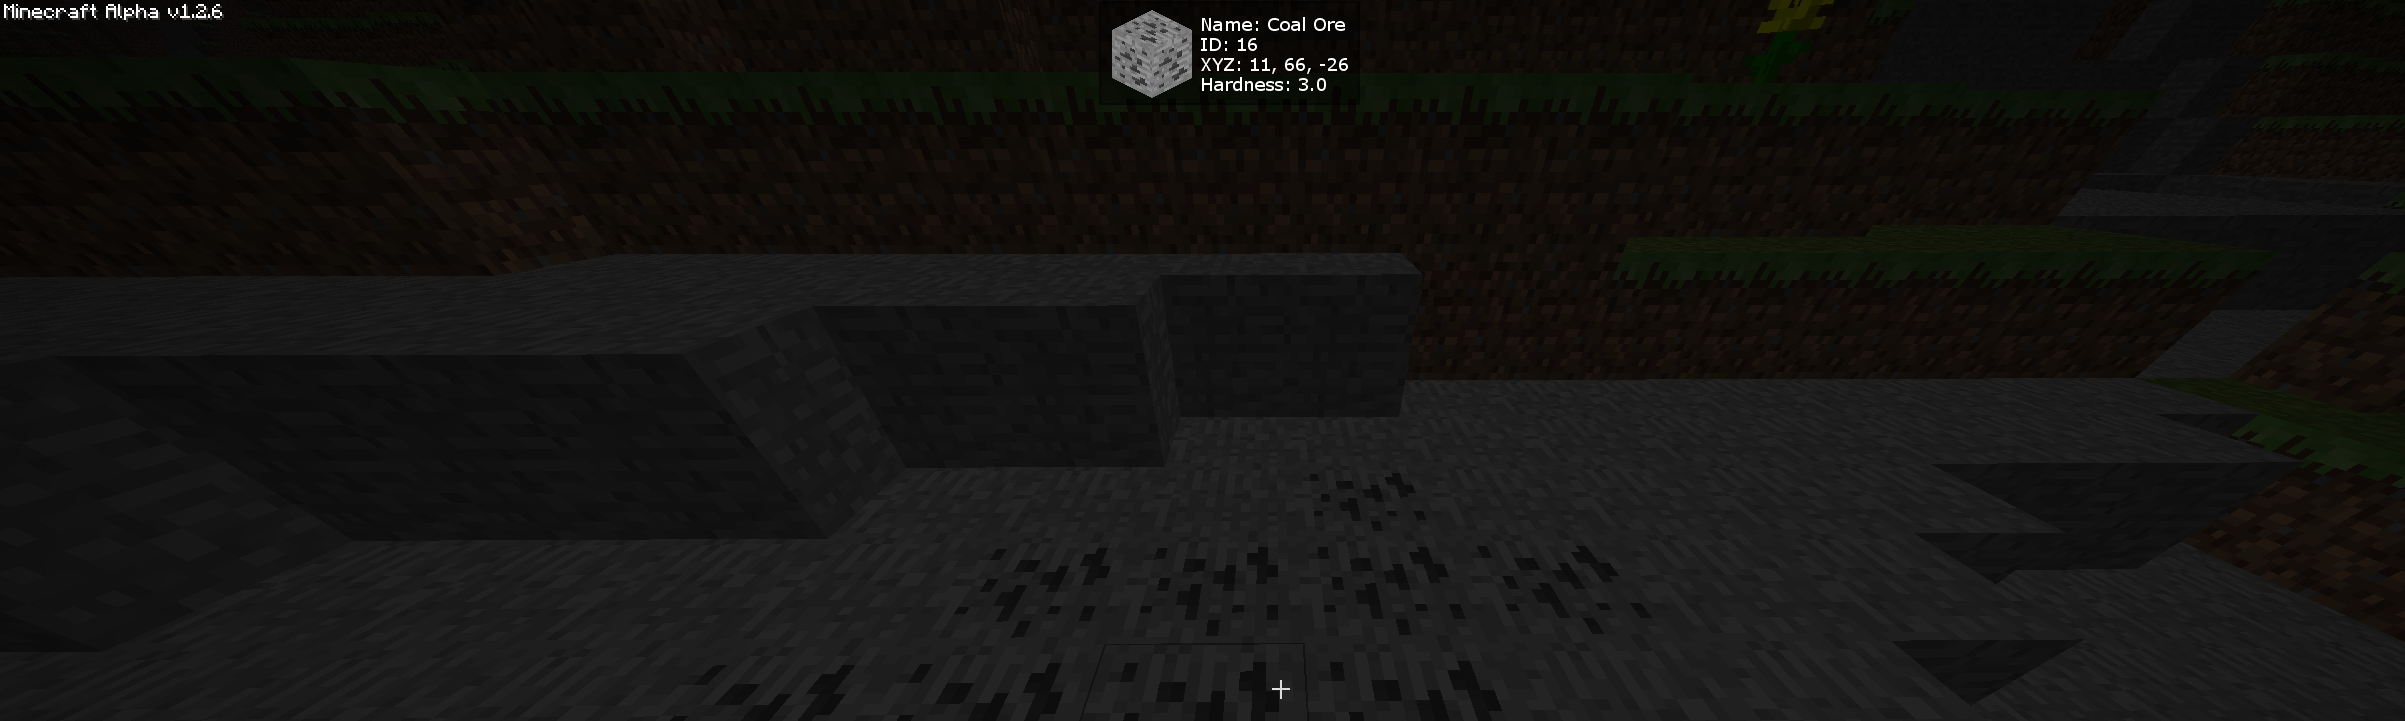 Minecraft Alpha v1.2.6
Name: Coal Ore
ID: 16
XYZ: 11, 66, -26
Hardness: 3.0